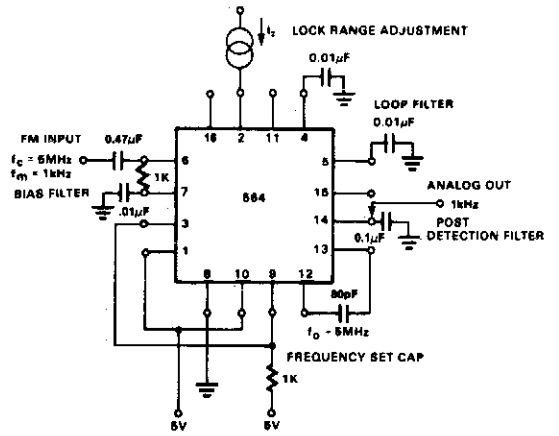 I₂ LOCK RANGE ADJUSTMENT
0.01μF
16 2 11 4
LOOP FILTER
0.01μF
FM INPUT
0.47μF
fc = 5MHz
fm = 1kHz
BIAS FILTER
.01μF
1K
6
7
3
1
564
5
15
14
13
ANALOG OUT
1kHz
POST
DETECTION FILTER
0.1μF
8 10 9 12
80pF
fo - 5MHz
FREQUENCY SET CAP
1K
5V 5V